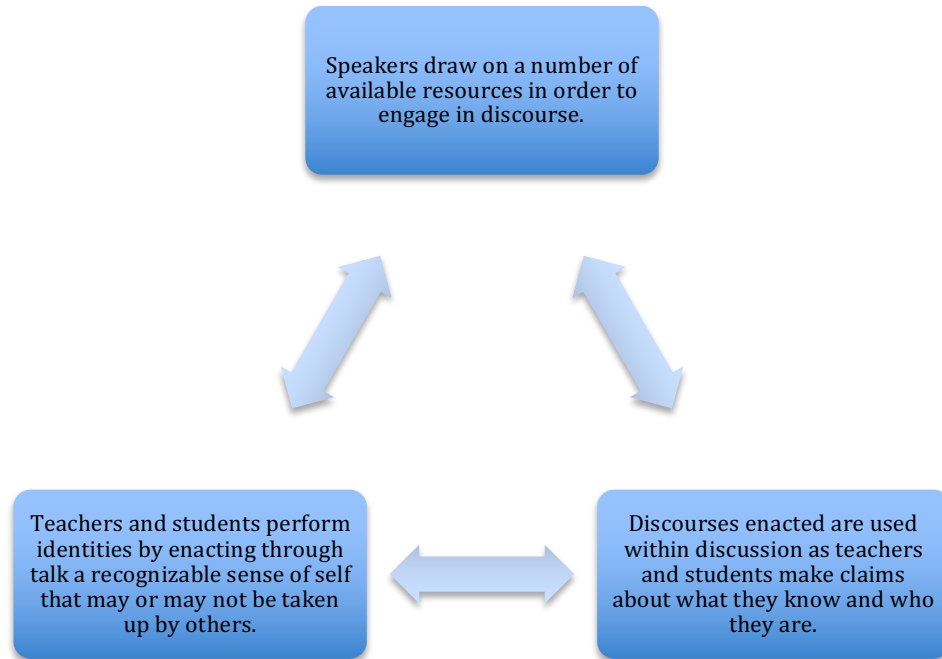 Speakers draw on a number of
available resources in order to
engage in discourse.
Teachers and students perform
identities by enacting through
talk a recognizable sense of self
that may or may not be taken
up by others.
Discourses enacted are used
within discussion as teachers
and students make claims
about what they know and who
they are.